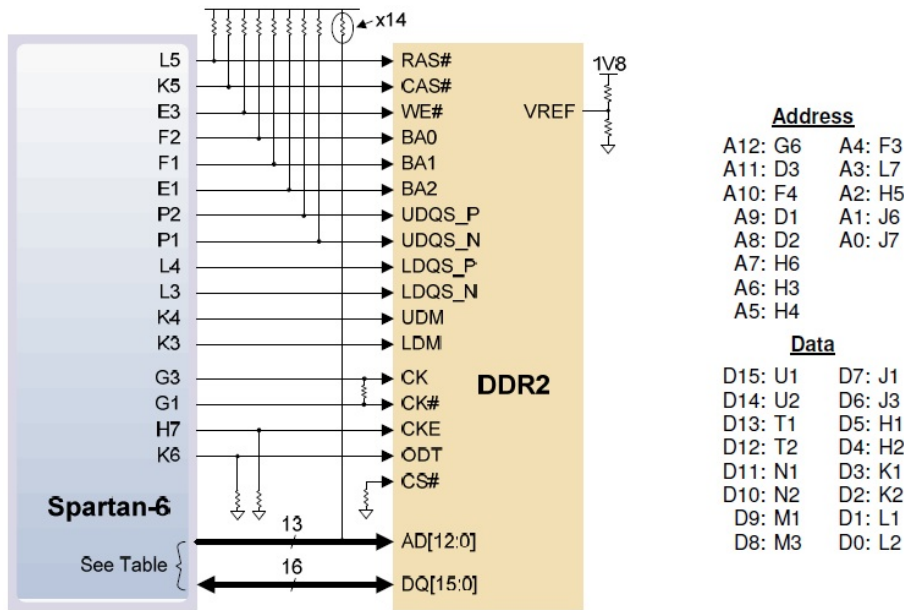 x14
L5 RAS#
K5 CAS#
E3 WE#
F2 BA0
F1 BA1
E1 BA2
P2 UDQS_P
P1 UDQS_N
L4 LDQS_P
L3 LDQS_N
K4 UDM
K3 LDM
G3 CK
G1 CK#
H7 CKE
K6 ODT
CS#
1V8
VREF
DDR2
Spartan-6
13
See Table
AD[12:0]
16
DQ[15:0]
Address
A12: G6 A4: F3
A11: D3 A3: L7
A10: F4 A2: H5
A9: D1 A1: J6
A8: D2 A0: J7
A7: H6
A6: H3
A5: H4
Data
D15: U1 D7: J1
D14: U2 D6: J3
D13: T1 D5: H1
D12: T2 D4: H2
D11: N1 D3: K1
D10: N2 D2: K2
D9: M1 D1: L1
D8: M3 D0: L2